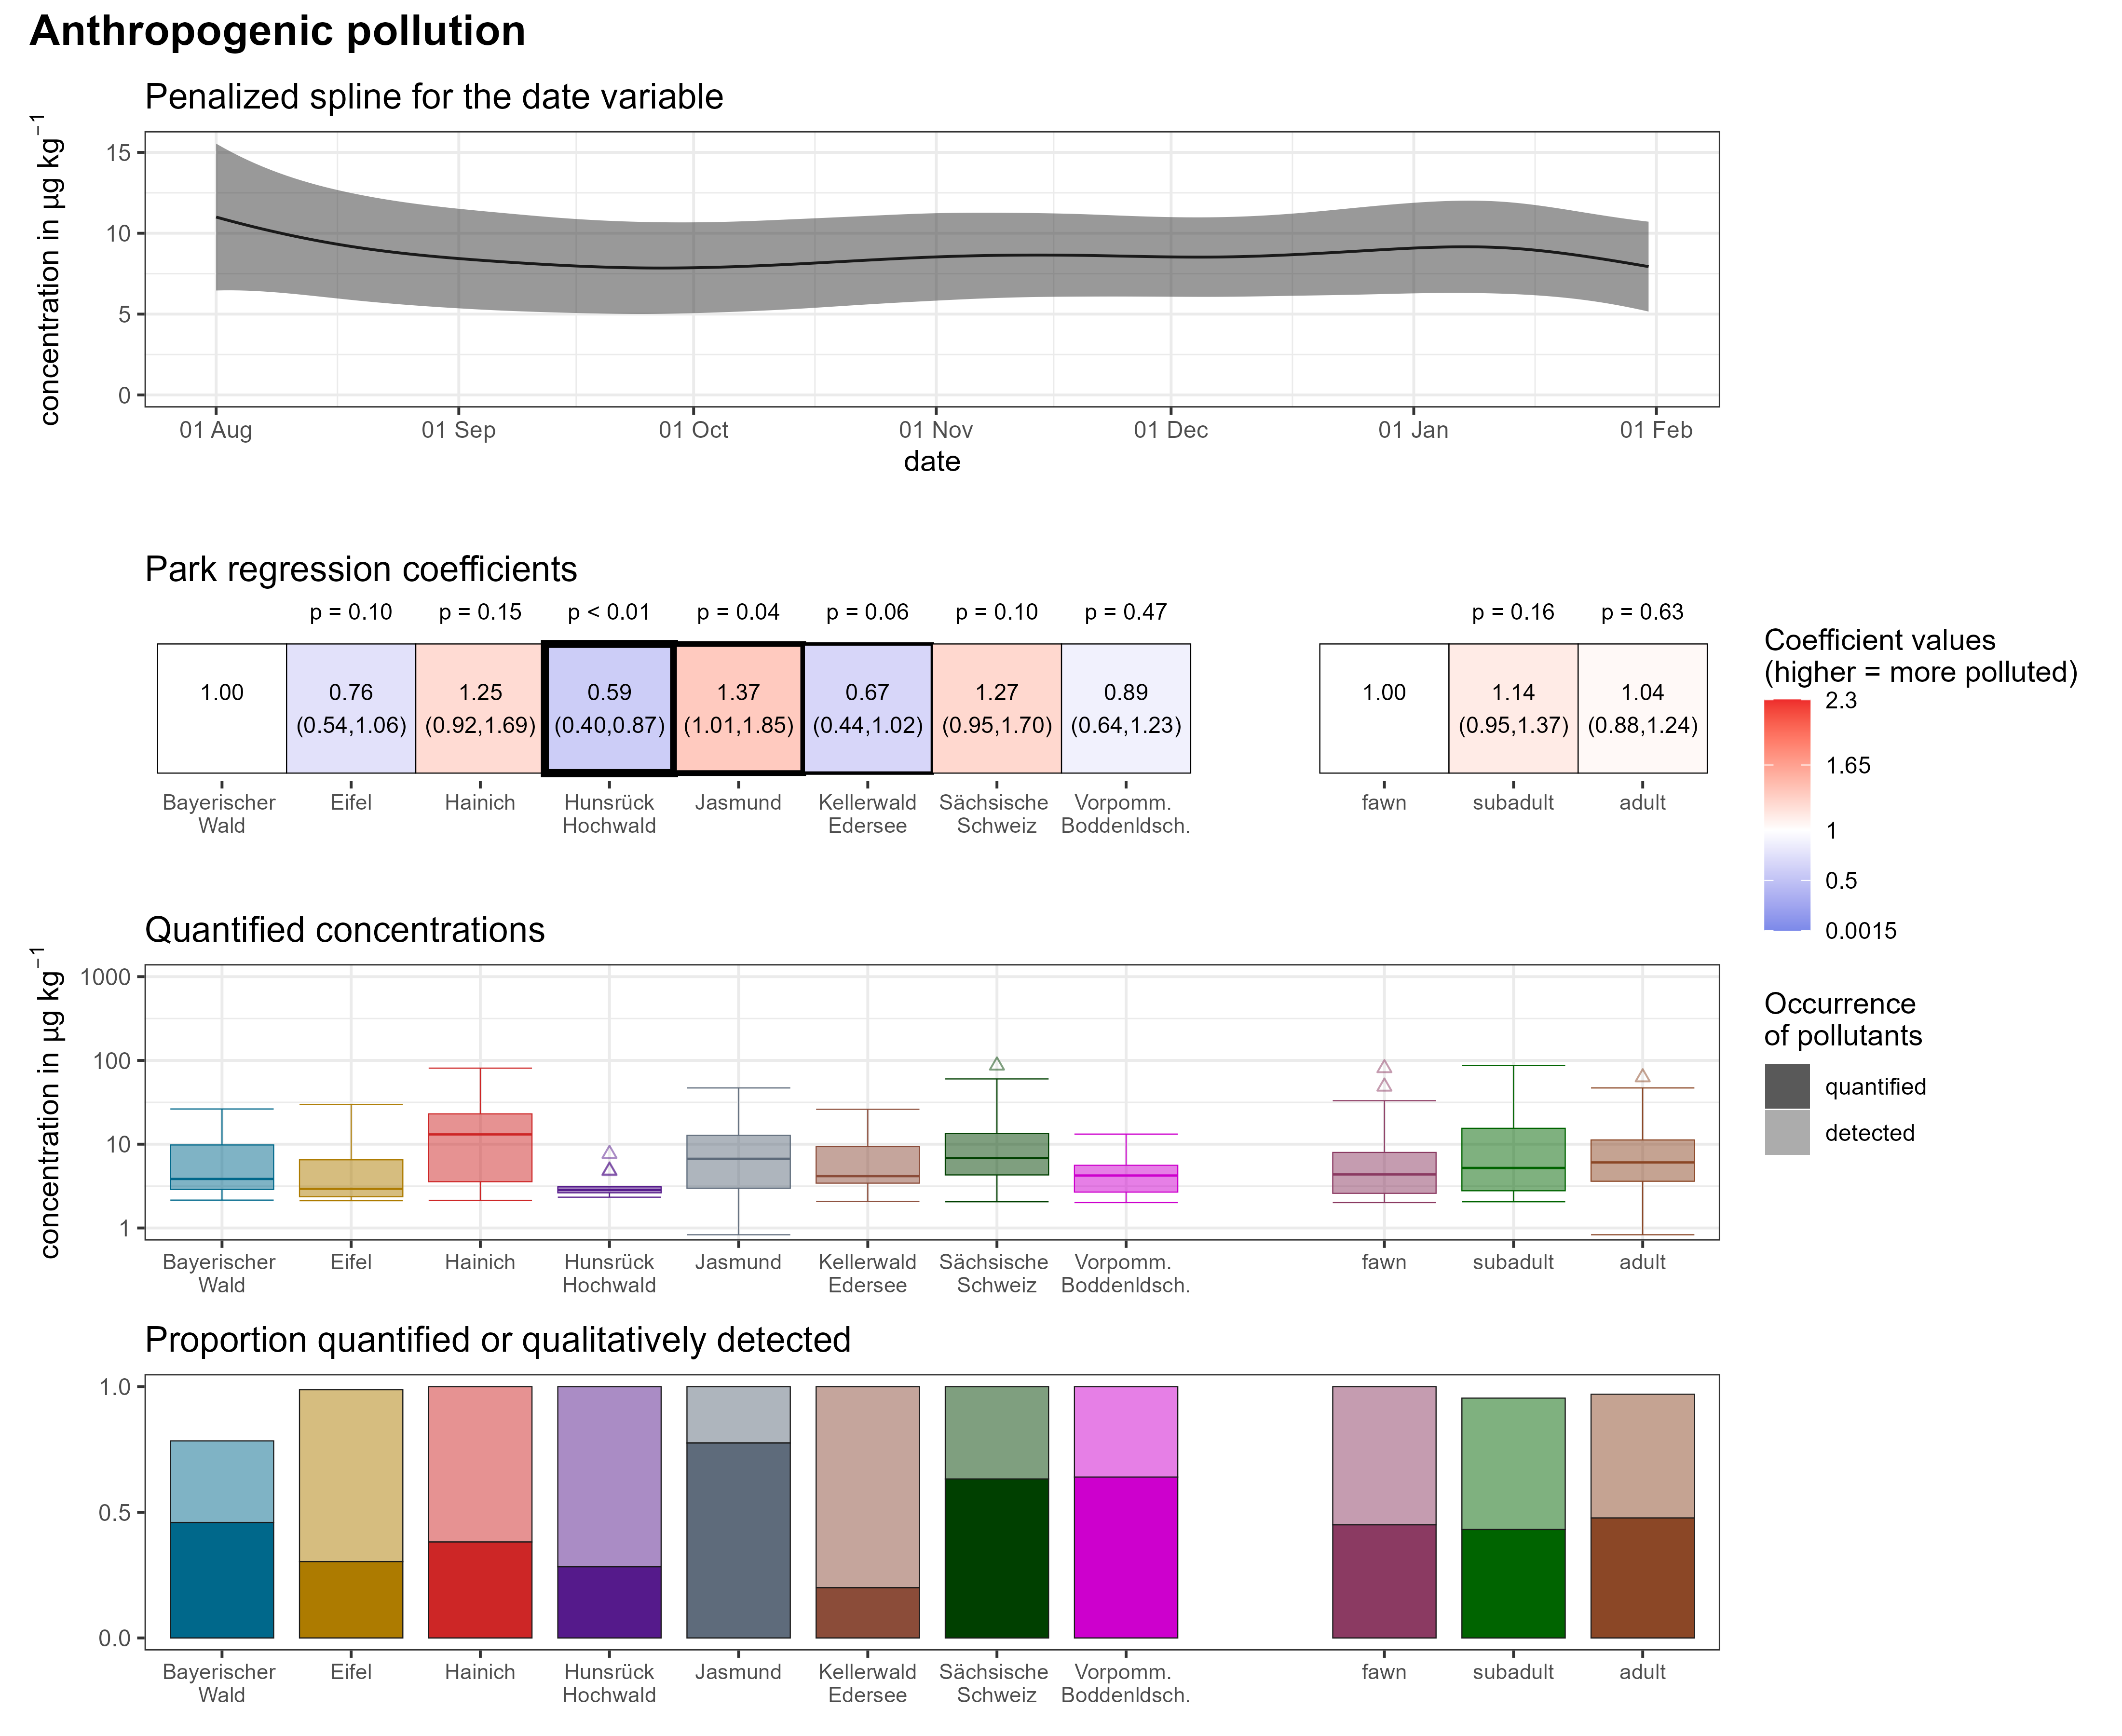 Anthropogenic pollution
Penalized spline for the date variable
concentration in µg kg⁻¹
15
10
5
0
01 Aug 01 Sep 01 Oct 01 Nov 01 Dec 01 Jan 01 Feb
date
Park regression coefficients
p = 0.10 p = 0.15 p < 0.01 p = 0.04 p = 0.06 p = 0.10 p = 0.47 p = 0.16 p = 0.63
1.00 0.76 1.25 0.59 1.37 0.67 1.27 0.89 1.00 1.14 1.04
(0.54,1.06) (0.92,1.69) (0.40,0.87) (1.01,1.85) (0.44,1.02) (0.95,1.70) (0.64,1.23) (0.95,1.37) (0.88,1.24)
Bayerischer Eifel Hainich Hunsrück Jasmund Kellerwald Sächsische Vorpomm. fawn subadult adult
Wald Hochwald Edersee Schweiz Boddenldsch.
Coefficient values
(higher = more polluted)
2.3
1.65
1
0.5
0.0015
Quantified concentrations
concentration in µg kg⁻¹
1000
100
10
1
Bayerischer Eifel Hainich Hunsrück Jasmund Kellerwald Sächsische Vorpomm. fawn subadult adult
Wald Hochwald Edersee Schweiz Boddenldsch.
Occurrence
of pollutants
quantified
detected
Proportion quantified or qualitatively detected
1.0
0.5
0.0
Bayerischer Eifel Hainich Hunsrück Jasmund Kellerwald Sächsische Vorpomm. fawn subadult adult
Wald Hochwald Edersee Schweiz Boddenldsch.